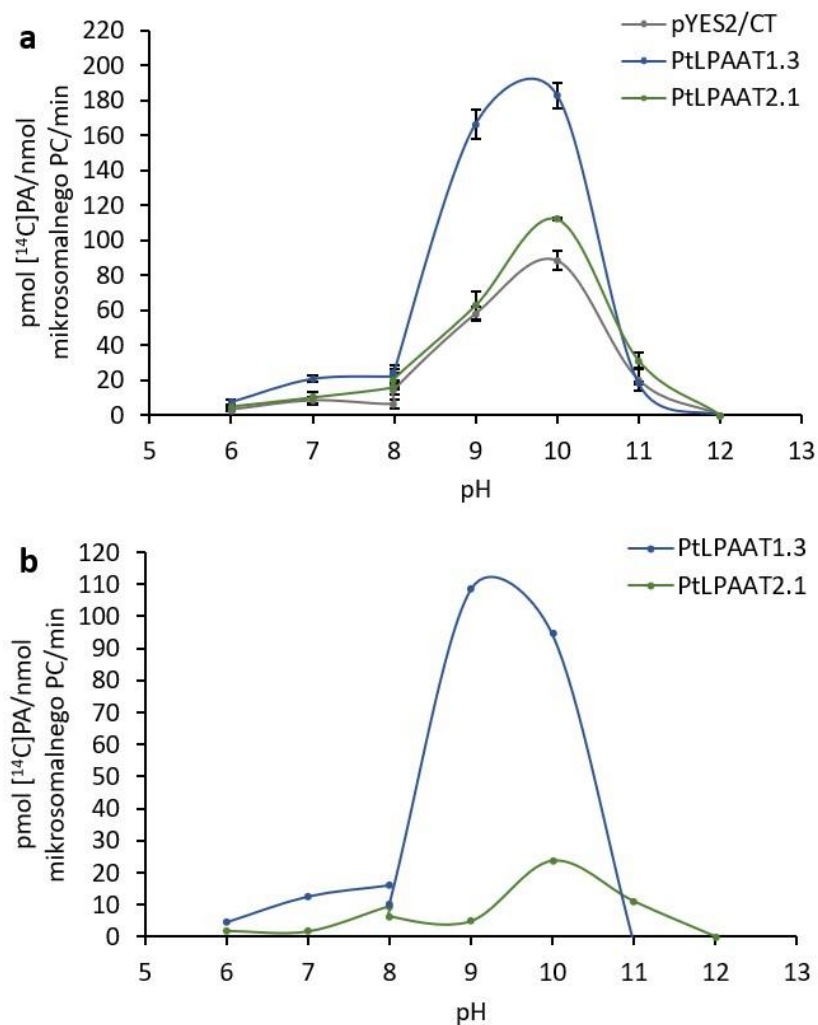 a
220
200
180
160
140
120
100
80
60
40
20
0
pmol [¹⁴C]PA/nmol
mikrosomalnego PC/min
pYES2/CT
PtLPAAT1.3
PtLPAAT2.1
5 6 7 8 9 10 11 12 13
pH
b
120
110
100
90
80
70
60
50
40
30
20
10
0
pmol [¹⁴C]PA/nmol
mikrosomalnego PC/min
PtLPAAT1.3
PtLPAAT2.1
5 6 7 8 9 10 11 12 13
pH